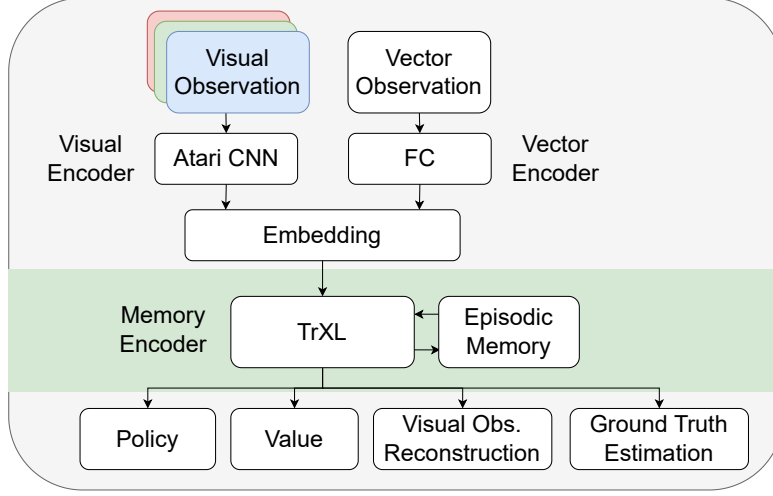 Visual
Observation
Vector
Observation
Visual
Encoder
Atari CNN
FC
Vector
Encoder
Embedding
Memory
Encoder
TrXL
Episodic
Memory
Policy
Value
Visual Obs.
Reconstruction
Ground Truth
Estimation